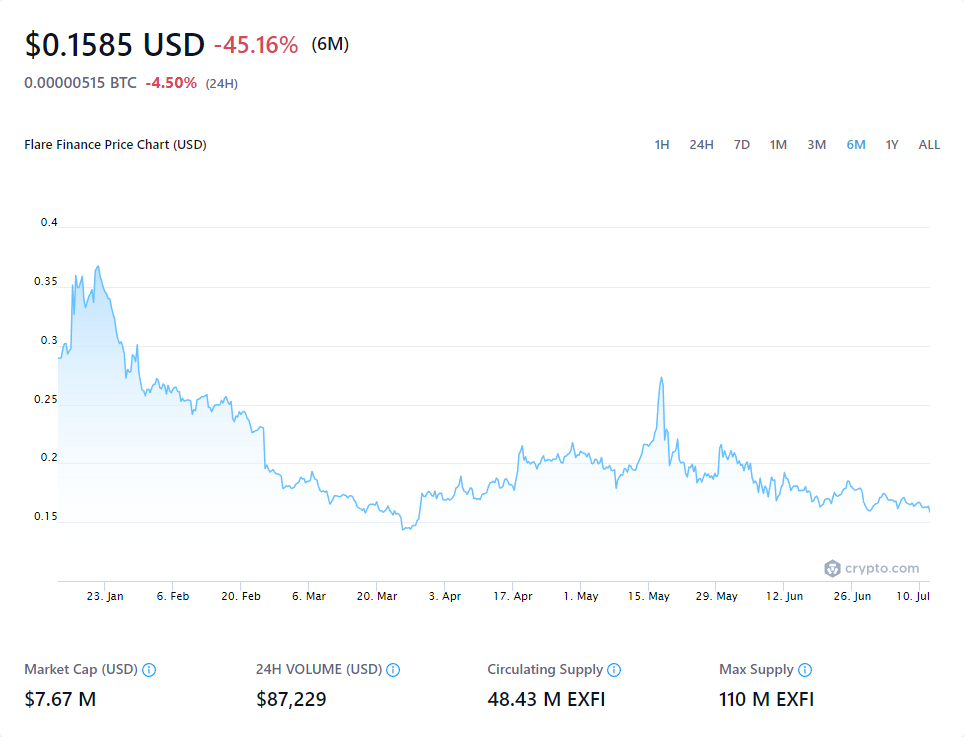 $0.1585 USD -45.16% (6M)
0.00000515 BTC -4.50% (24H)
Flare Finance Price Chart (USD) 1H 24H 7D 1M 3M 6M 1Y ALL
0.4
0.35
0.3
0.25
0.2
0.15
crypto.com
23. Jan 6. Feb 20. Feb 6. Mar 20. Mar 3. Apr 17. Apr 1. May 15. May 29. May 12. Jun 26. Jun 10. Jul
Market Cap (USD) 24H VOLUME (USD) Circulating Supply Max Supply
$7.67 M $87,229 48.43 M EXFI 110 M EXFI